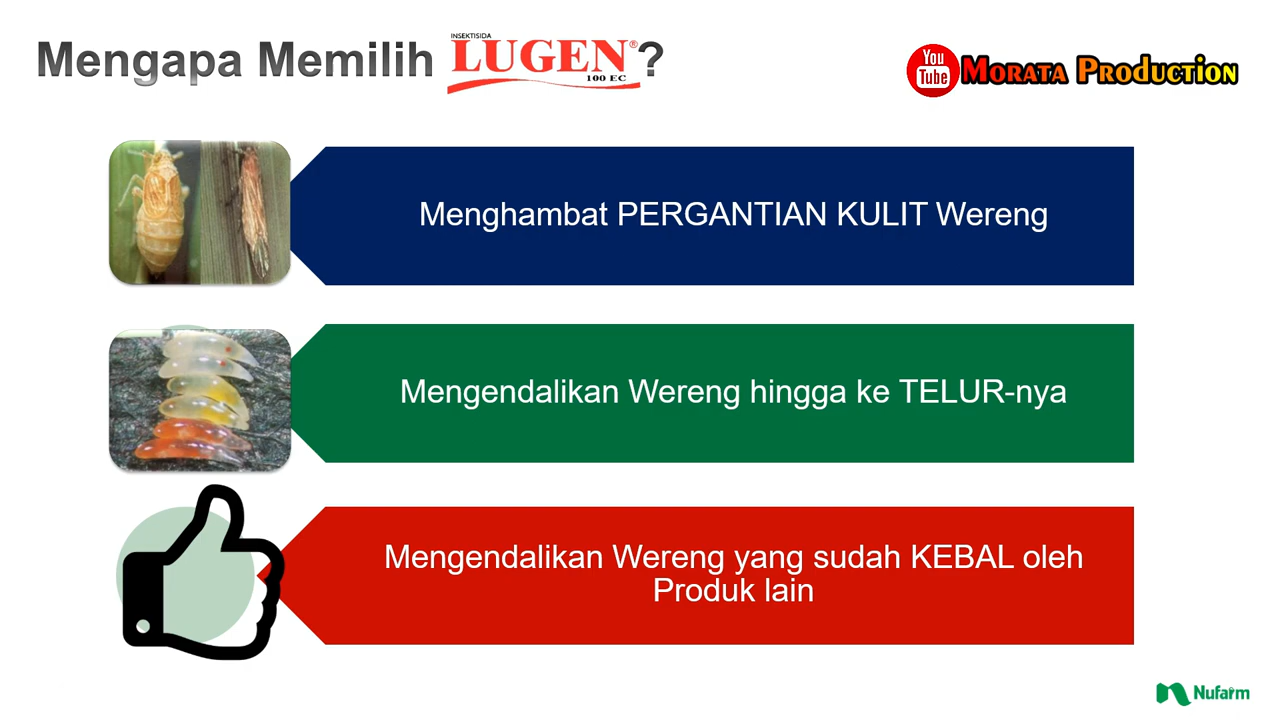 Mengapa Memilih INSEKTISIDA LUGEN® 100 EC ?
You Tube MORATA PRODUCTION
Menghambat PERGANTIAN KULIT Wereng
Mengendalikan Wereng hingga ke TELUR-nya
Mengendalikan Wereng yang sudah KEBAL oleh
Produk lain
Nufarm